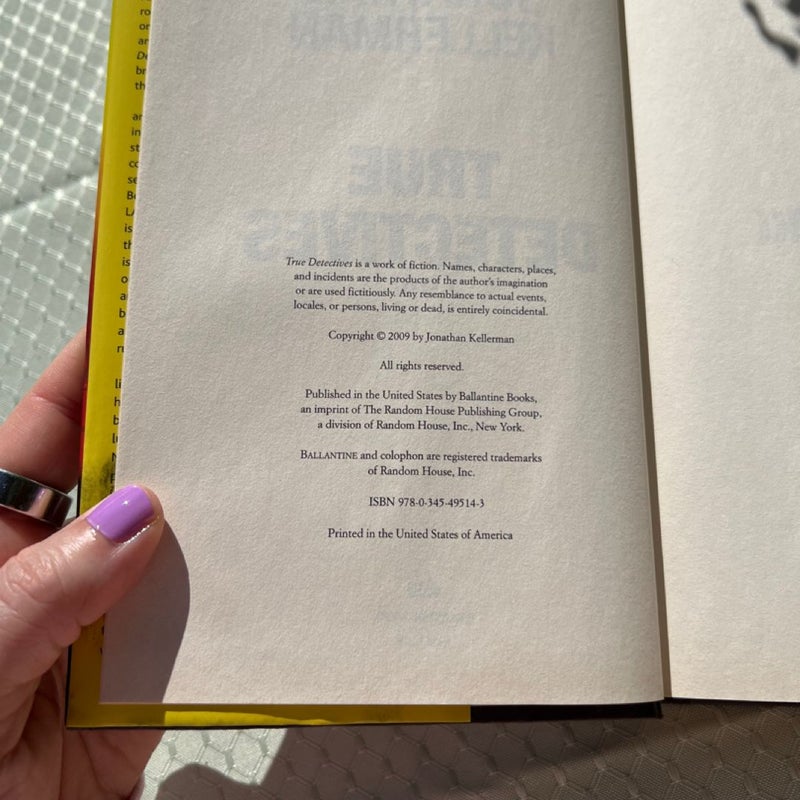 True Detectives is a work of fiction. Names, characters, places,
and incidents are the products of the author's imagination
or are used fictitiously. Any resemblance to actual events,
locales, or persons, living or dead, is entirely coincidental.
Copyright © 2009 by Jonathan Kellerman
All rights reserved.
Published in the United States by Ballantine Books,
an imprint of The Random House Publishing Group,
a division of Random House, Inc., New York.
BALLANTINE and colophon are registered trademarks
of Random House, Inc.
ISBN 978-0-345-49514-3
Printed in the United States of America